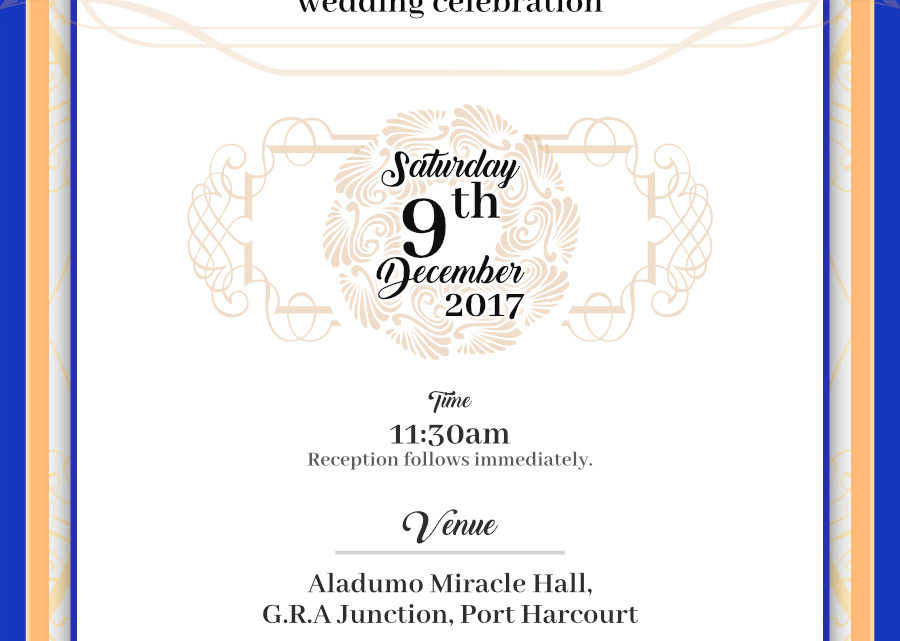 wedding celebration
Saturday
9th
December
2017
Time
11:30am
Reception follows immediately.
Venue
Aladumo Miracle Hall,
G.R.A Junction, Port Harcourt